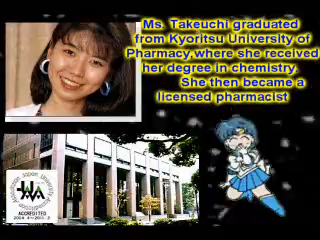 Ms. Takeuchi graduated
from Kyoritsu University of
Pharmacy,where she received
her degree in chemistry.
She then became a
licensed pharmacist
ACCREDITED